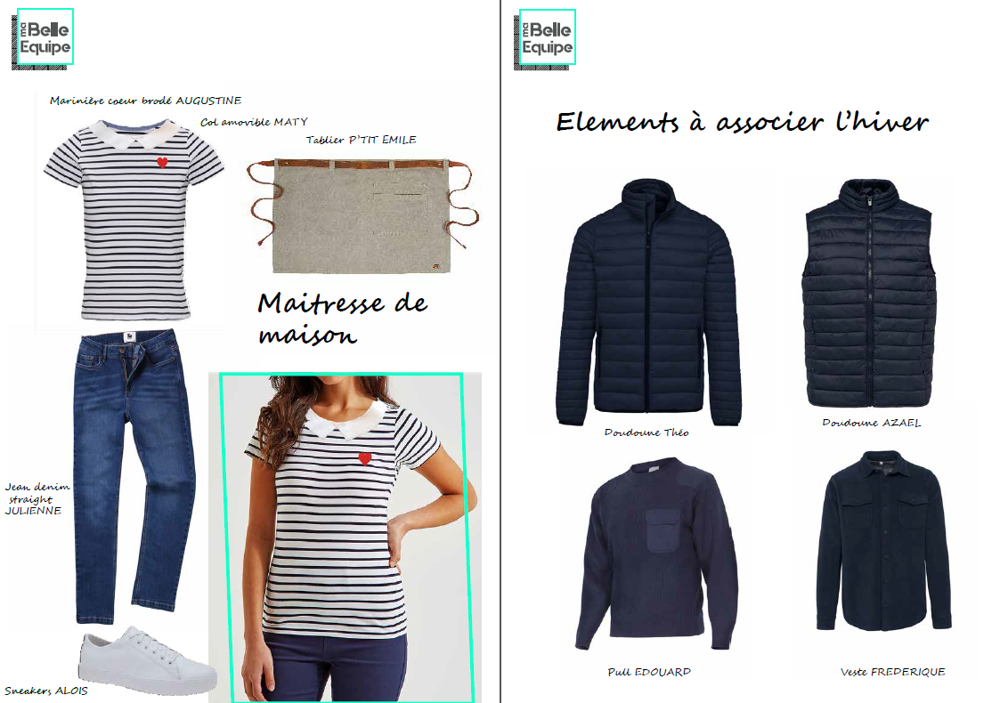 ma Belle
Equipe
Marinière coeur brodé AUGUSTINE
Col amovible MATY
Tablier P'TIT EMILE
Maitresse de
maison
Jean denim
straight
JULIENNE
Sneakers ALOIS
ma Belle
Equipe
Elements à associer l'hiver
Doudoune Théo
Doudoune AZAEL
Pull EDOUARD
Veste FREDERIQUE